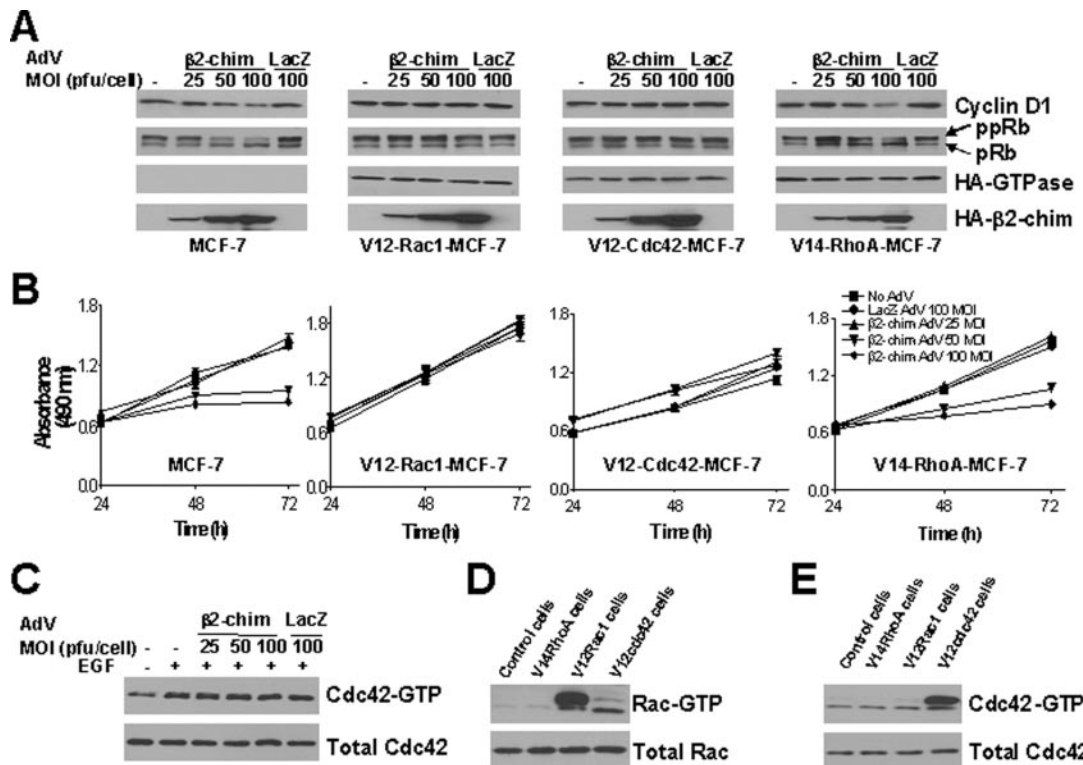 A
AdV β2-chim LacZ β2-chim LacZ β2-chim LacZ β2-chim LacZ
MOI (pfu/cell) - 25 50 100 100 - 25 50 100 100 - 25 50 100 100 - 25 50 100 100
Cyclin D1
ppRb
pRb
HA-GTPase
HA-β2-chim
MCF-7 V12-Rac1-MCF-7 V12-Cdc42-MCF-7 V14-RhoA-MCF-7
B
Absorbance
(490 nm)
1.8 1.8 1.8 1.8
1.2 1.2 1.2 1.2
0.6 0.6 0.6 0.6
0.0 0.0 0.0 0.0
No AdV
LacZ AdV 100 MOI
β2-chim AdV 25 MOI
β2-chim AdV 50 MOI
β2-chim AdV 100 MOI
MCF-7 V12-Rac1-MCF-7 V12-Cdc42-MCF-7 V14-RhoA-MCF-7
24 48 72 24 48 72 24 48 72 24 48 72
Time (h) Time (h) Time (h) Time (h)
C
AdV β2-chim LacZ
MOI (pfu/cell) - - 25 50 100 100
EGF - + + + + +
Cdc42-GTP
Total Cdc42
D
Control cells
V14RhoA cells
V12Rac1 cells
V12cdc42 cells
Rac-GTP
Total Rac
E
Control cells
V14RhoA cells
V12Rac1 cells
V12cdc42 cells
Cdc42-GTP
Total Cdc42